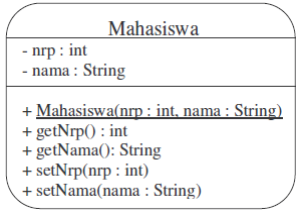 Mahasiswa
- nrp : int
- nama : String
+ Mahasiswa(nrp : int, nama : String)
+ getNrp() : int
+ getNama(): String
+ setNrp(nrp : int)
+ setNama(nama : String)